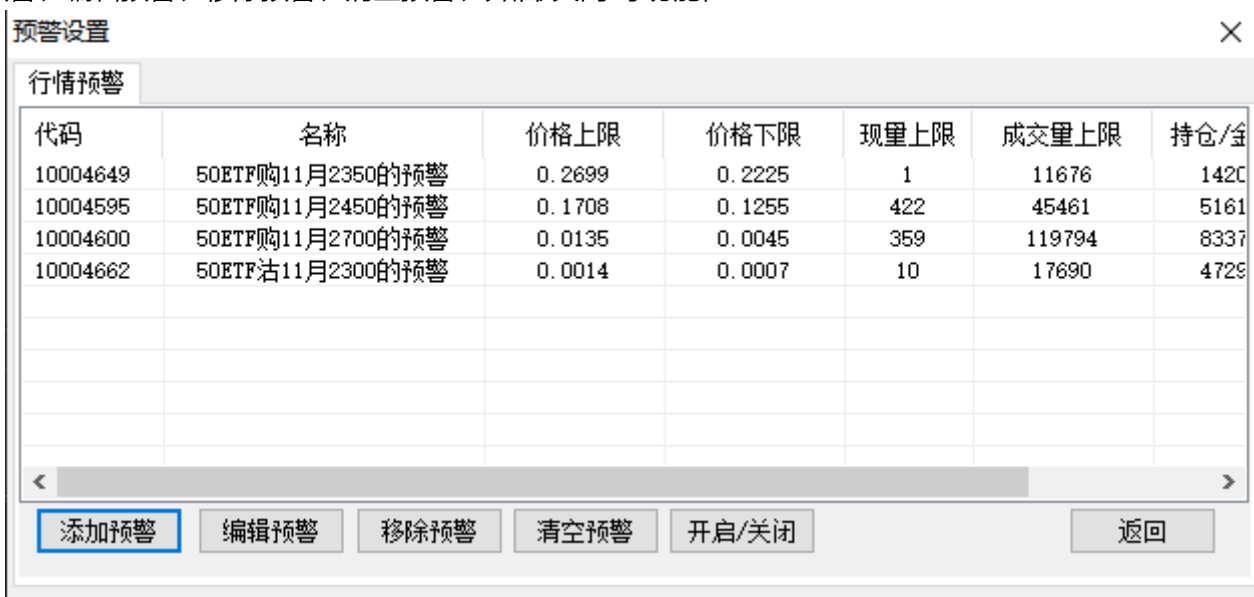 预警设置
行情预警
代码 名称 价格上限 价格下限 现量上限 成交量上限 持仓/金
10004649 50ETF购11月2350的预警 0.2699 0.2225 1 11676 1420
10004595 50ETF购11月2450的预警 0.1708 0.1255 422 45461 5161
10004600 50ETF购11月2700的预警 0.0135 0.0045 359 119794 8337
10004662 50ETF沽11月2300的预警 0.0014 0.0007 10 17690 4729
添加预警 编辑预警 移除预警 清空预警 开启/关闭 返回